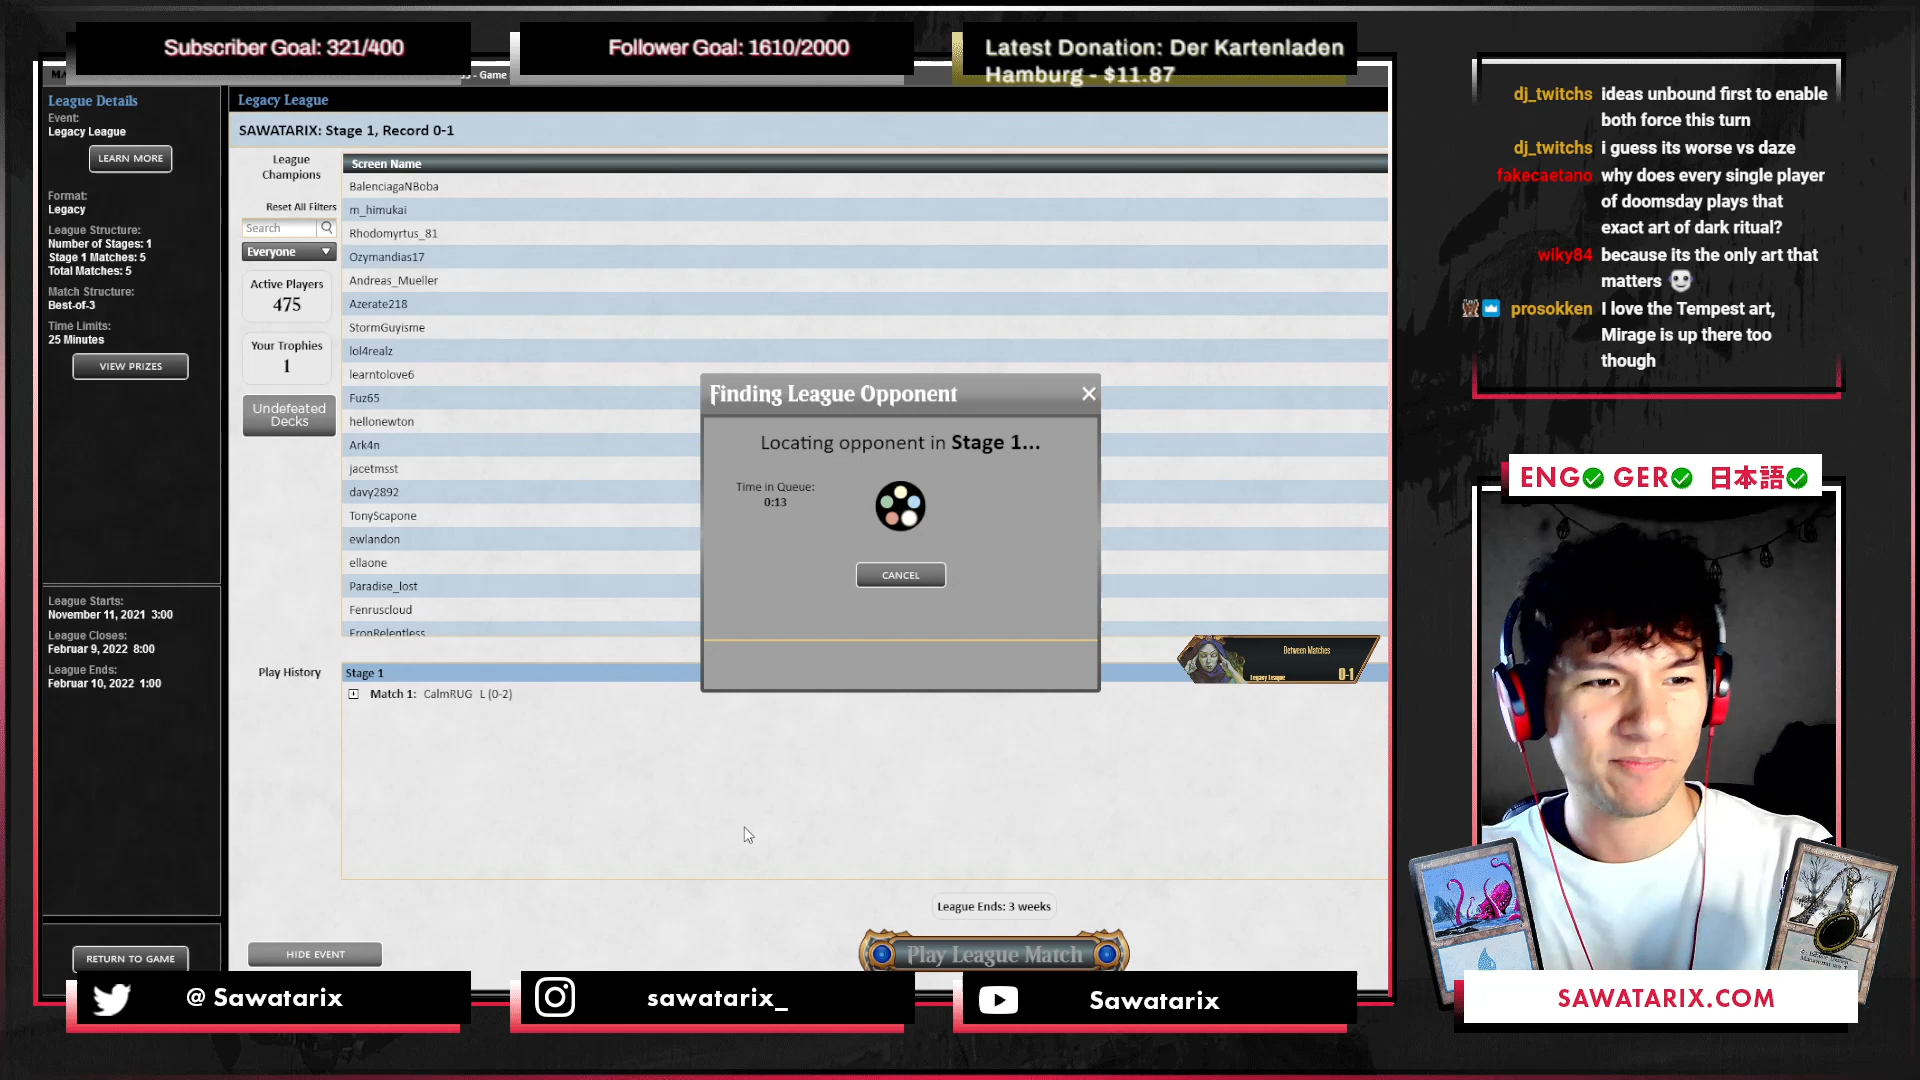 Subscriber Goal: 321/400
Follower Goal: 1610/2000
Latest Donation: Der Kartenladen
Hamburg - $11.87
- Game
League Details
Event:
Legacy League
LEARN MORE
Format:
Legacy
League Structure:
Number of Stages: 1
Stage 1 Matches: 5
Total Matches: 5
Match Structure:
Best-of-3
Time Limits:
25 Minutes
VIEW PRIZES
League Starts:
November 11, 2021 3:00
League Closes:
Februar 9, 2022 8:00
League Ends:
Februar 10, 2022 1:00
RETURN TO GAME
Legacy League
SAWATARIX: Stage 1, Record 0-1
League
Champions
Reset All Filters
Search
Everyone
Active Players
475
Your Trophies
1
Undefeated
Decks
Screen Name
BalenciagaNBoba
m_himukai
Rhodomyrtus_81
Ozymandias17
Andreas_Mueller
Azerate218
StormGuyisme
lol4realz
learntolove6
Fuz65
hellonewton
Ark4n
jacetmsst
davy2892
TonyScapone
ewlandon
ellaone
Paradise_lost
Fenruscloud
EronRelentless
Finding League Opponent
Locating opponent in Stage 1...
Time in Queue:
0:13
CANCEL
Between Matches
Legacy League 0-1
Play History
Stage 1
Match 1: CalmRUG L (0-2)
League Ends: 3 weeks
HIDE EVENT
Play League Match
dj_twitchs ideas unbound first to enable
both force this turn
dj_twitchs i guess its worse vs daze
fakecaetano why does every single player
of doomsday plays that
exact art of dark ritual?
wiky84 because its the only art that
matters
prosokken I love the Tempest art,
Mirage is up there too
though
ENG GER 日本語
@ Sawatarix
sawatarix_
Sawatarix
SAWATARIX.COM